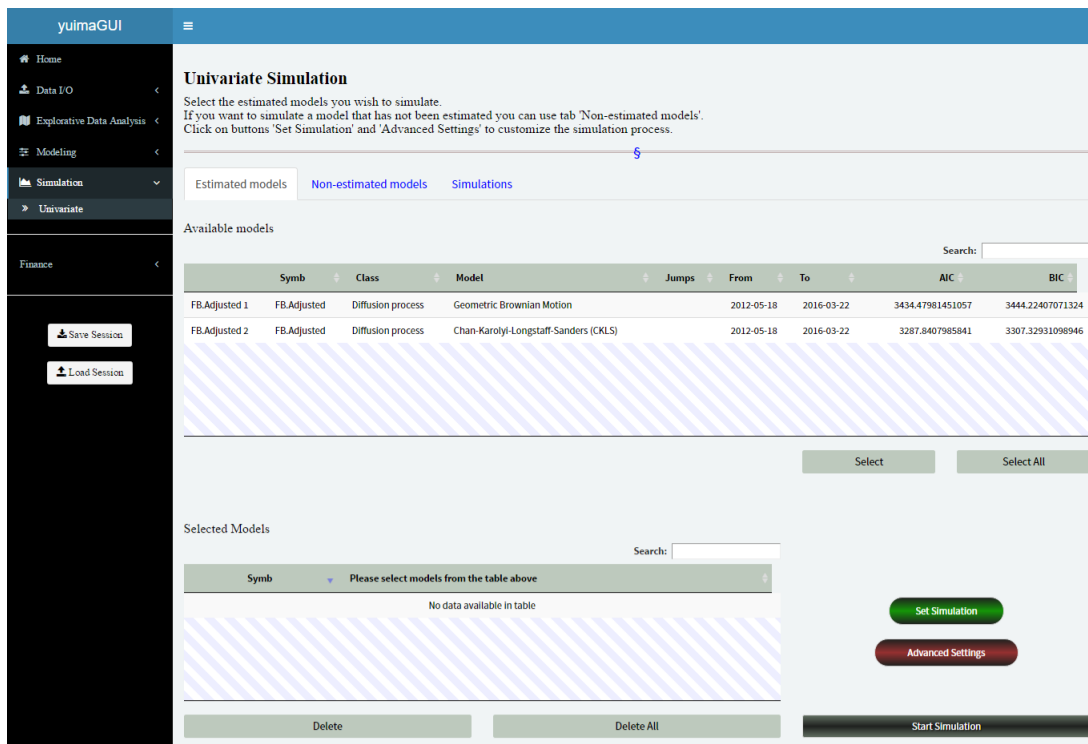 yuimaGUI
Home
Data I/O
Explorative Data Analysis
Modeling
Simulation
Univariate
Finance
Save Session
Load Session
Univariate Simulation
Select the estimated models you wish to simulate.
If you want to simulate a model that has not been estimated you can use tab 'Non-estimated models'.
Click on buttons 'Set Simulation' and 'Advanced Settings' to customize the simulation process.
§
Estimated models Non-estimated models Simulations
Available models
Search:
Symb Class Model Jumps From To AIC BIC
FB.Adjusted 1 FB.Adjusted Diffusion process Geometric Brownian Motion 2012-05-18 2016-03-22 3434.47981451057 3444.22407071324
FB.Adjusted 2 FB.Adjusted Diffusion process Chan-Karolyi-Longstaff-Sanders (CKLS) 2012-05-18 2016-03-22 3287.8407985841 3307.32931098946
Select Select All
Selected Models
Search:
Symb Please select models from the table above
No data available in table
Set Simulation
Advanced Settings
Delete Delete All Start Simulation